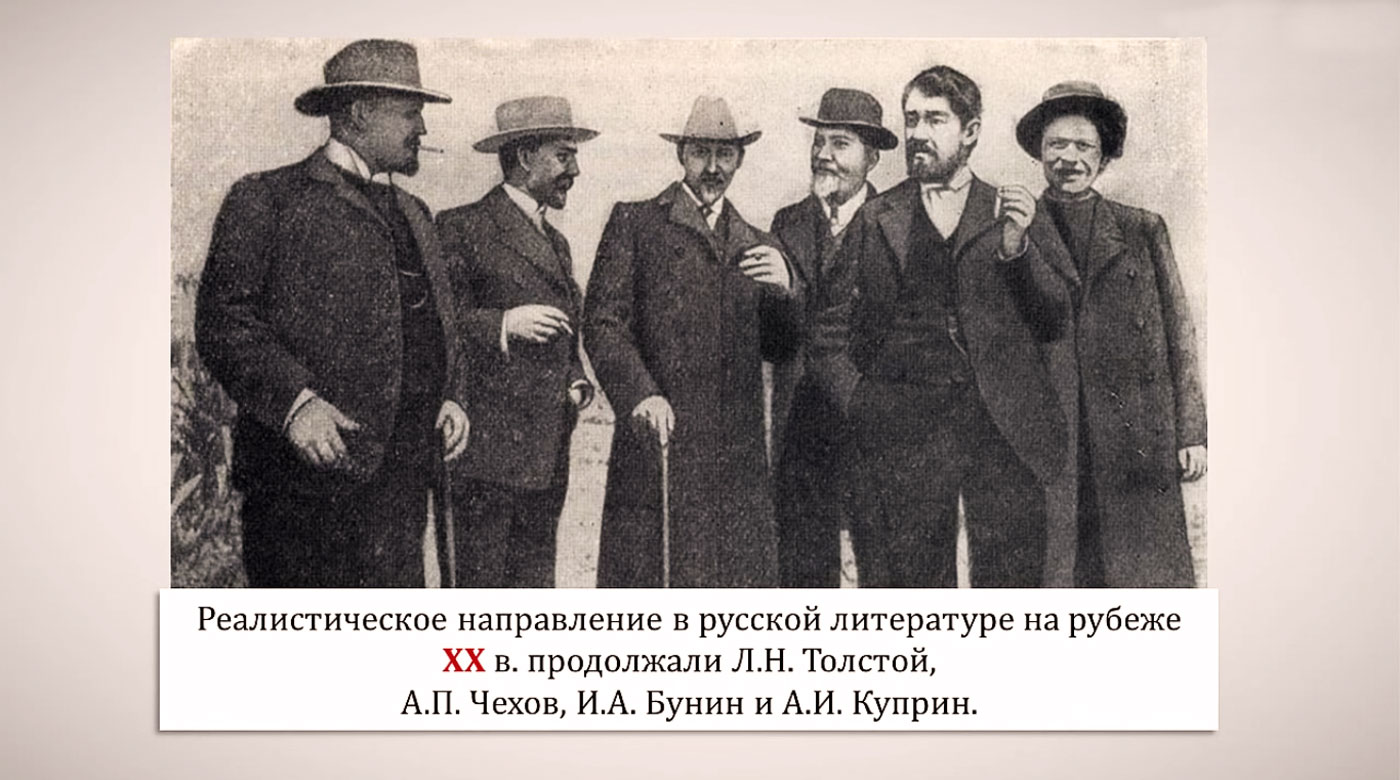 Реалистическое направление в русской литературе на рубеже
XX в. продолжали Л.Н. Толстой,
А.П. Чехов, И.А. Бунин и А.И. Куприн.